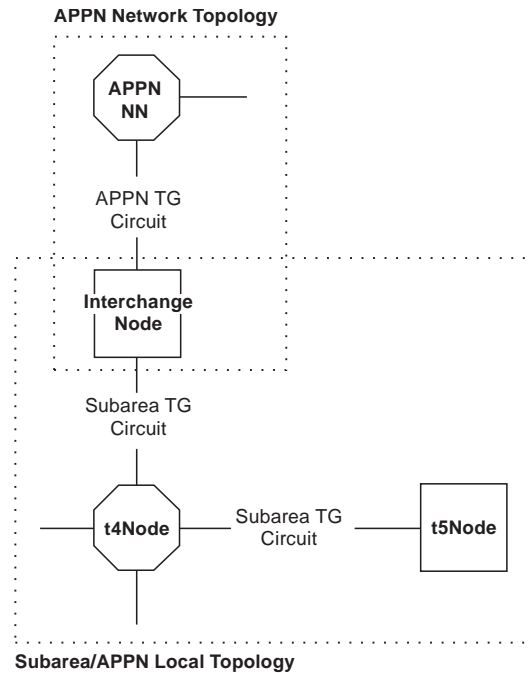 APPN Network Topology
APPN
NN
APPN TG
Circuit
Interchange
Node
Subarea TG
Circuit
t4Node
Subarea TG
Circuit
t5Node
Subarea/APPN Local Topology